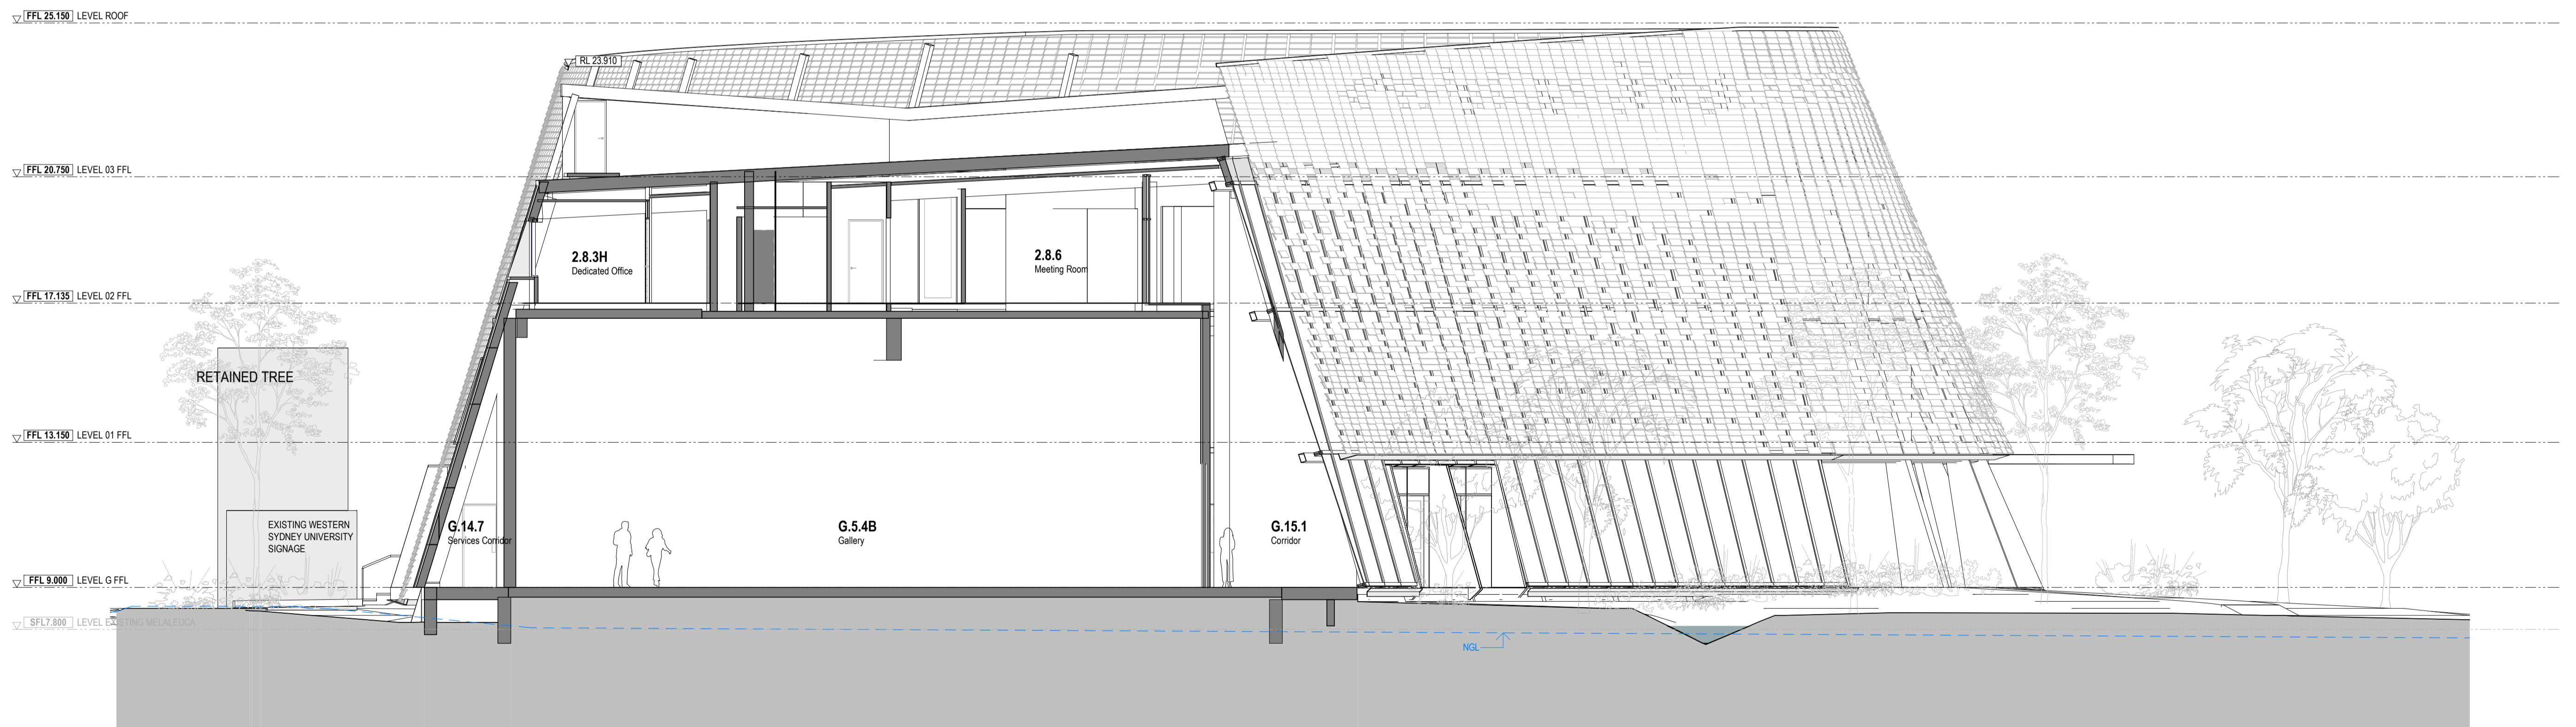 FFL 25.150 LEVEL ROOF
RL 23.910
FFL 20.750 LEVEL 03 FFL
2.8.3H
Dedicated Office
2.8.6
Meeting Room
FFL 17.135 LEVEL 02 FFL
RETAINED TREE
FFL 13.150 LEVEL 01 FFL
EXISTING WESTERN
SYDNEY UNIVERSITY
SIGNAGE
G.14.7
Services Corridor
G.5.4B
Gallery
G.15.1
Corridor
FFL 9.000 LEVEL G FFL
SFL7.800 LEVEL EXISTING MELALEUCA
NGL